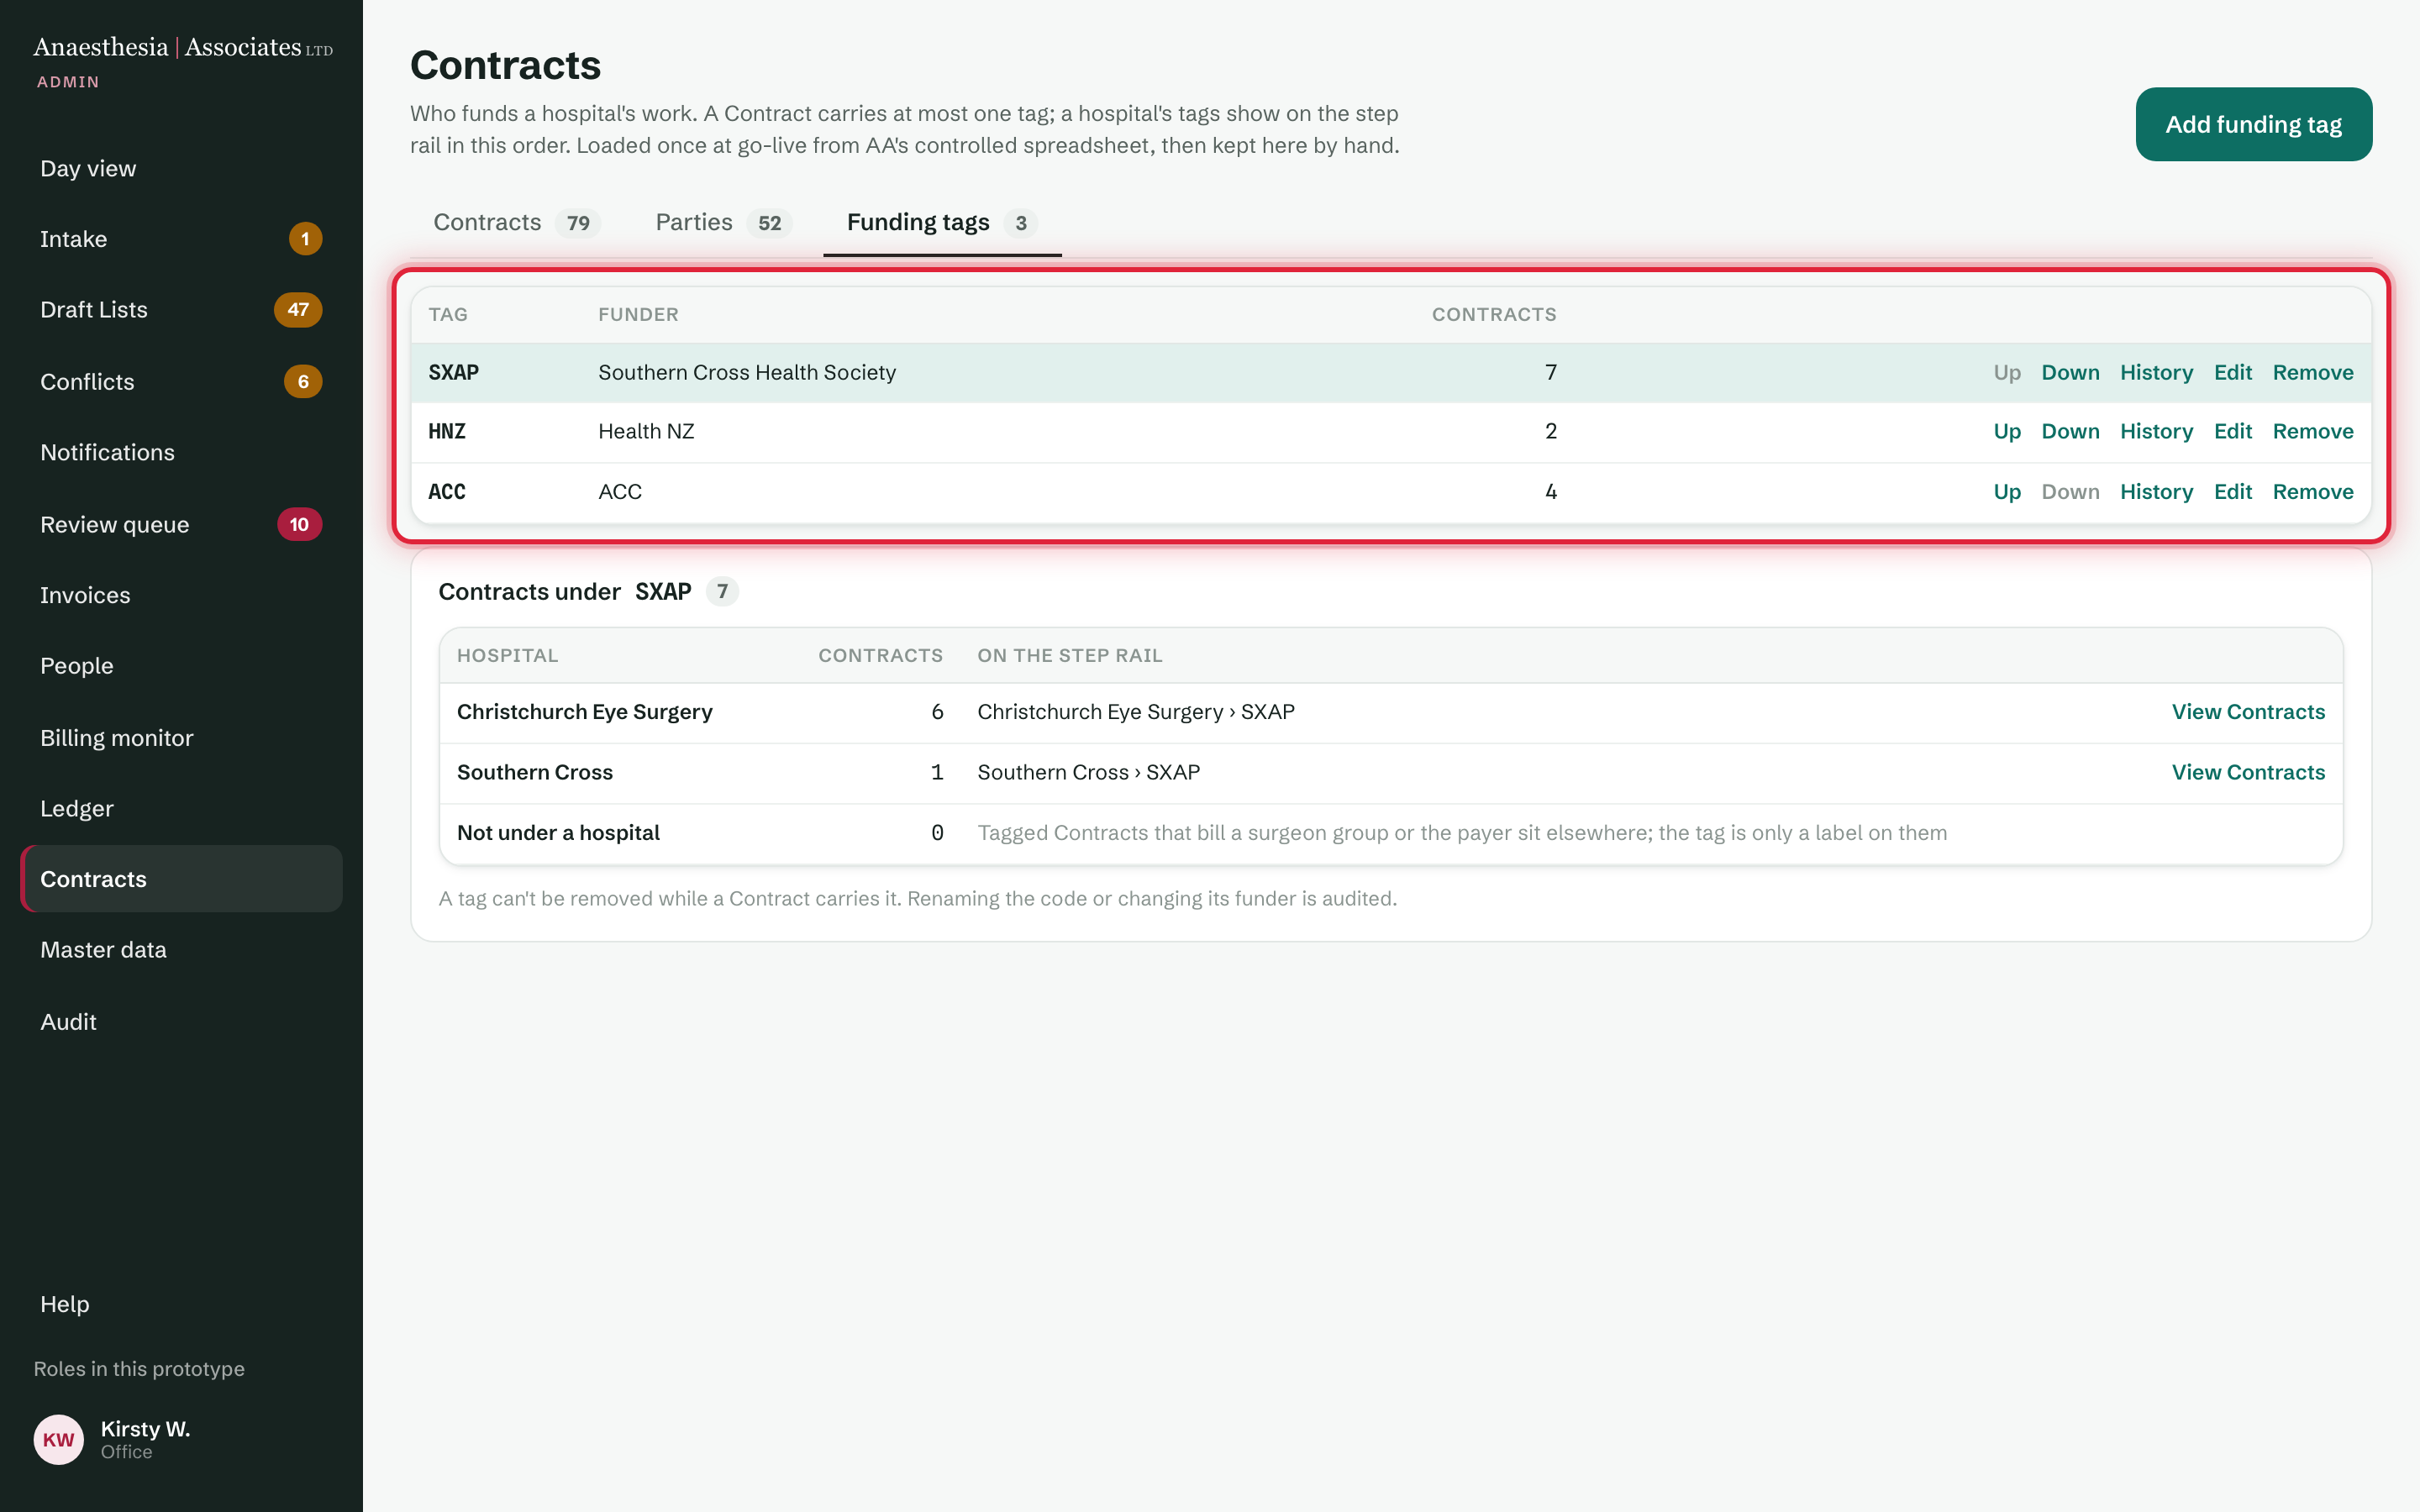 Anaesthesia | Associates LTD
ADMIN
Day view
Intake 1
Draft Lists 47
Conflicts 6
Notifications
Review queue 10
Invoices
People
Billing monitor
Ledger
Contracts
Master data
Audit
Help
Roles in this prototype
KW
Kirsty W.
Office
Contracts
Who funds a hospital's work. A Contract carries at most one tag; a hospital's tags show on the step
rail in this order. Loaded once at go-live from AA's controlled spreadsheet, then kept here by hand.
Add funding tag
Contracts 79 Parties 52 Funding tags 3
TAG FUNDER CONTRACTS
SXAP Southern Cross Health Society 7 Up Down History Edit Remove
HNZ Health NZ 2 Up Down History Edit Remove
ACC ACC 4 Up Down History Edit Remove
Contracts under SXAP 7
HOSPITAL CONTRACTS ON THE STEP RAIL
Christchurch Eye Surgery 6 Christchurch Eye Surgery › SXAP View Contracts
Southern Cross 1 Southern Cross › SXAP View Contracts
Not under a hospital 0 Tagged Contracts that bill a surgeon group or the payer sit elsewhere; the tag is only a label on them
A tag can't be removed while a Contract carries it. Renaming the code or changing its funder is audited.